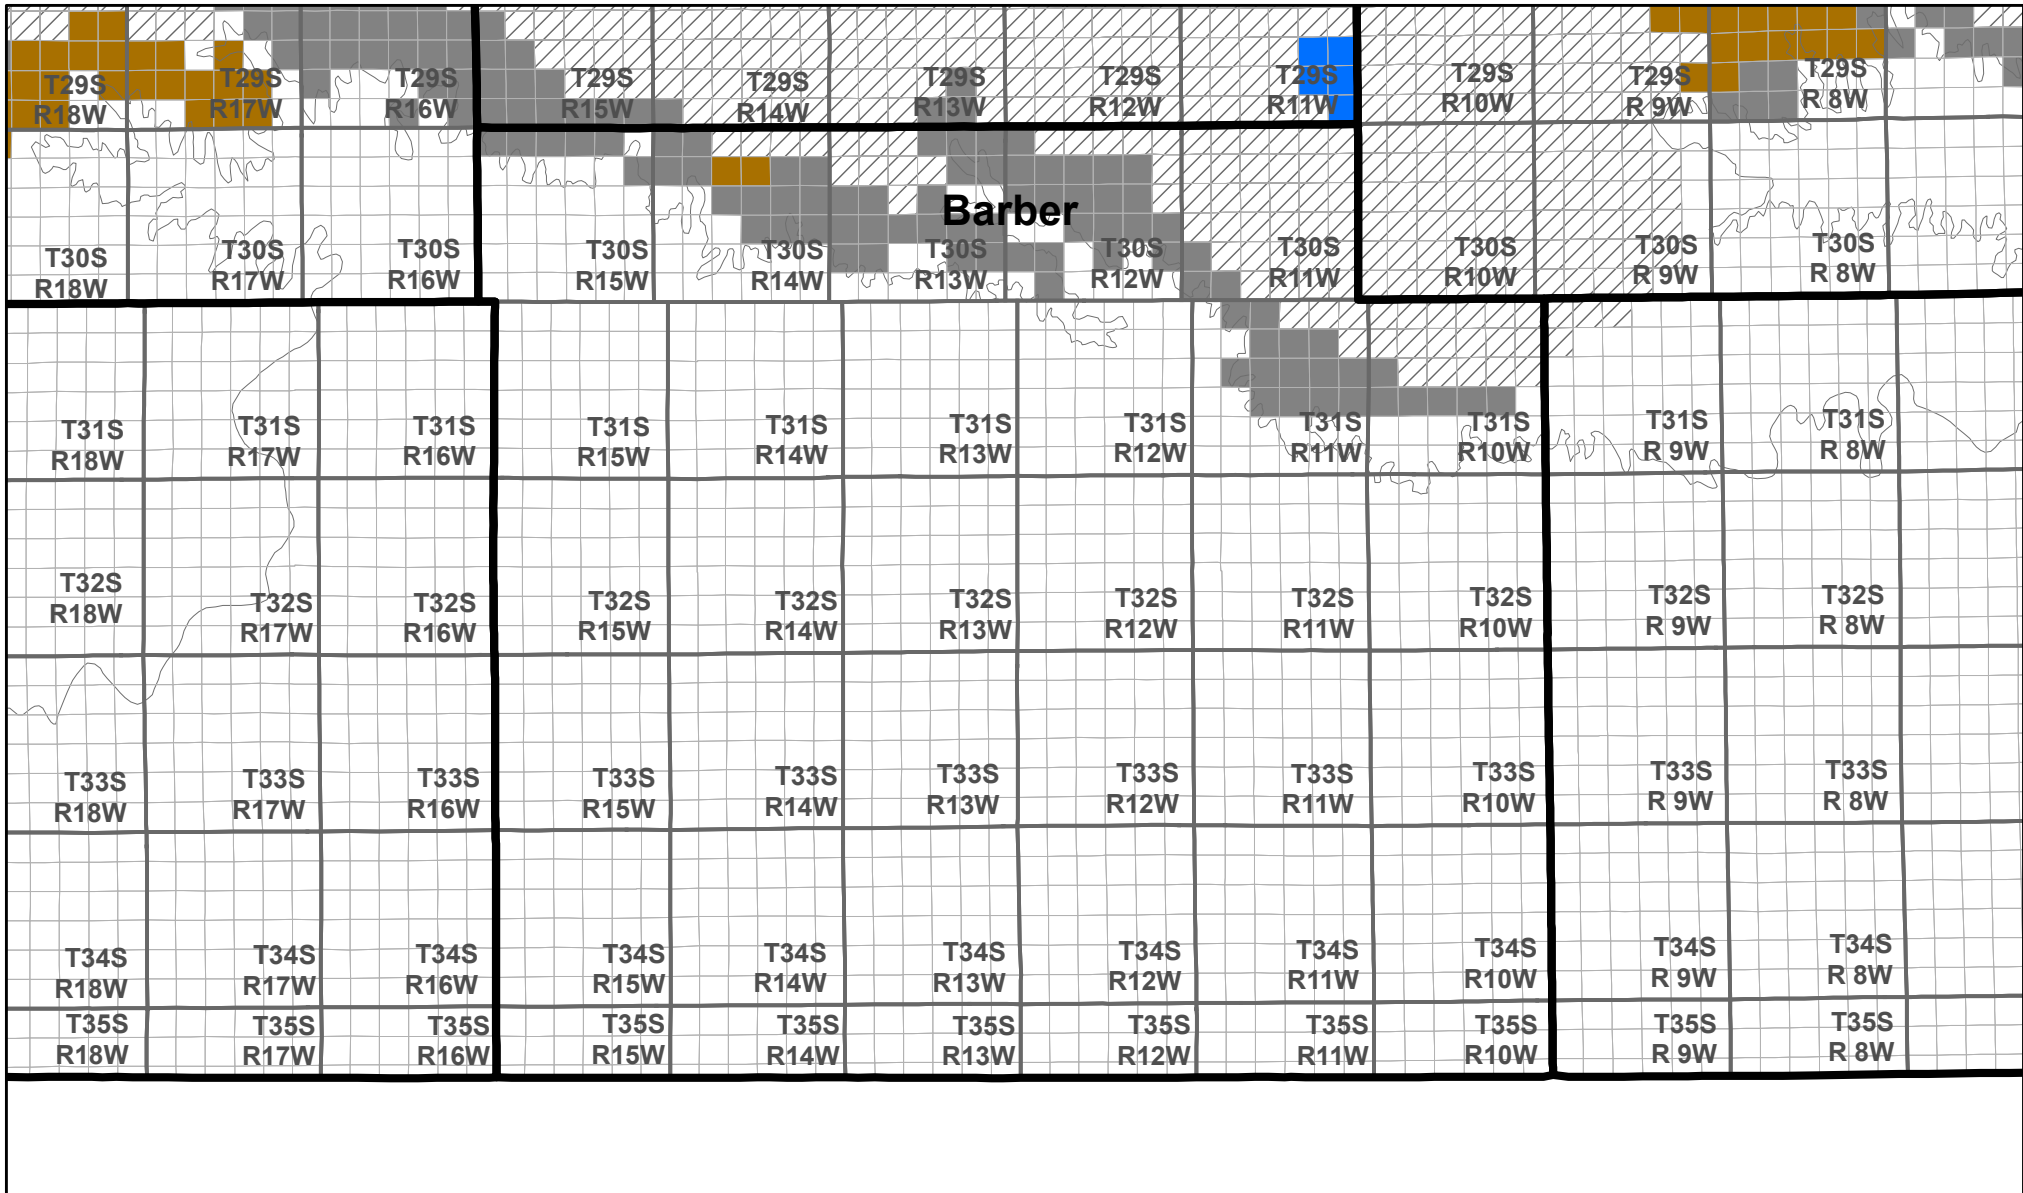 T29S T29S T29S T29S T29S T29S T29S T29S T29S T29S T29S
R18W R17W R16W R15W R14W R13W R12W R11W R10W R 9W R 8W
Barber
T30S T30S T30S T30S T30S T30S T30S T30S T30S T30S T30S
R18W R17W R16W R15W R14W R13W R12W R11W R10W R 9W R 8W
T31S T31S T31S T31S T31S T31S T31S T31S T31S T31S T31S
R18W R17W R16W R15W R14W R13W R12W R11W R10W R 9W R 8W
T32S T32S T32S T32S T32S T32S T32S T32S T32S T32S T32S
R18W R17W R16W R15W R14W R13W R12W R11W R10W R 9W R 8W
T33S T33S T33S T33S T33S T33S T33S T33S T33S T33S T33S
R18W R17W R16W R15W R14W R13W R12W R11W R10W R 9W R 8W
T34S T34S T34S T34S T34S T34S T34S T34S T34S T34S T34S
R18W R17W R16W R15W R14W R13W R12W R11W R10W R 9W R 8W
T35S T35S T35S T35S T35S T35S T35S T35S T35S T35S T35S
R18W R17W R16W R15W R14W R13W R12W R11W R10W R 9W R 8W